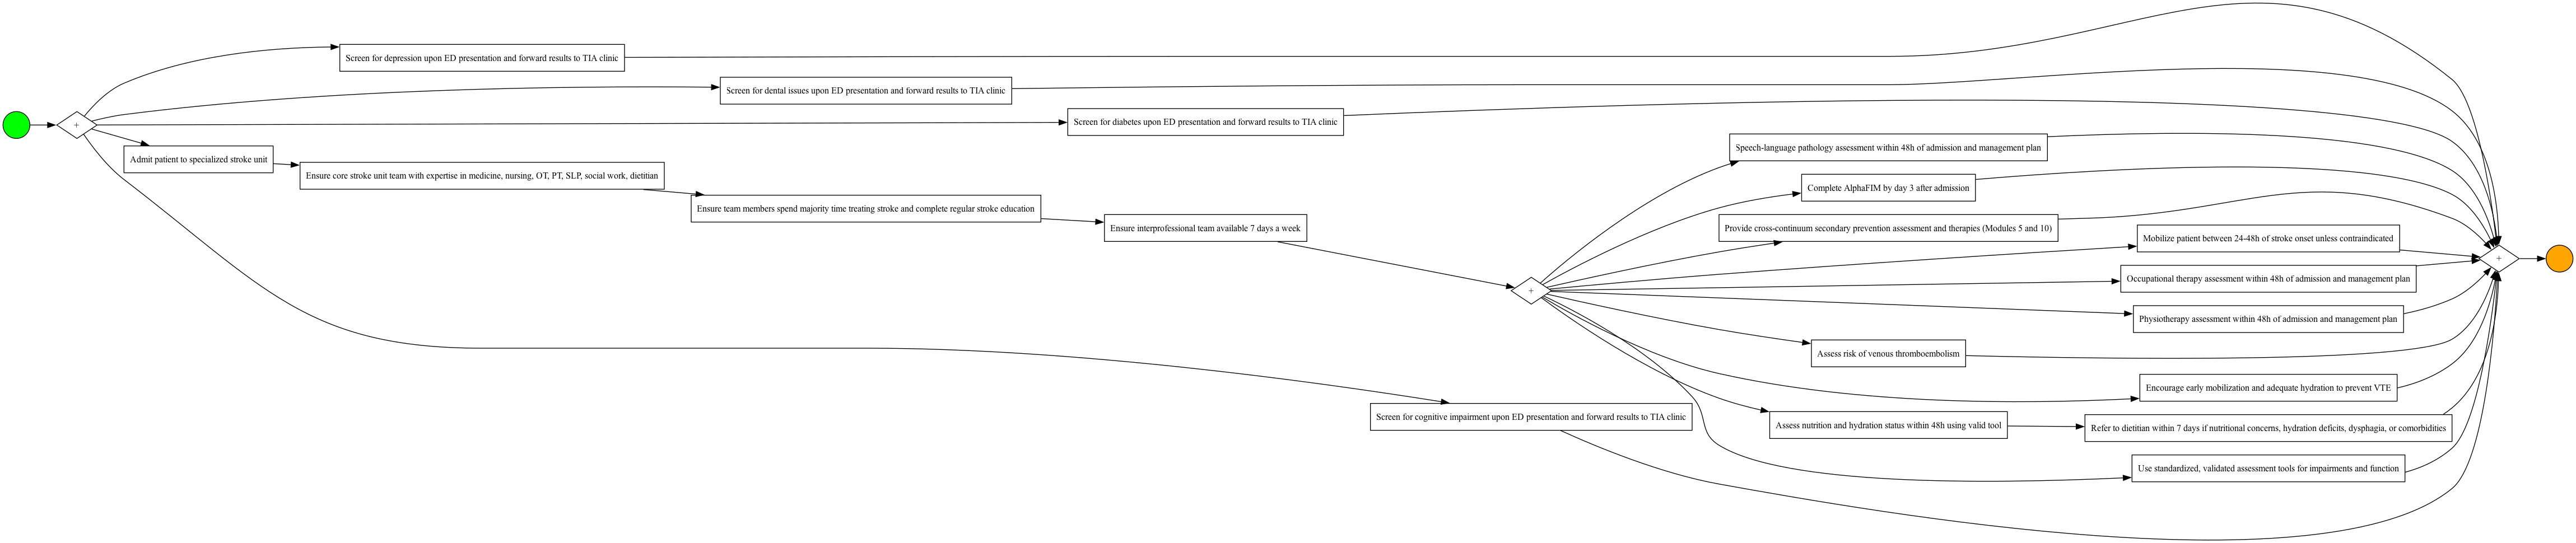 Screen for depression upon ED presentation and forward results to TIA clinic
Screen for dental issues upon ED presentation and forward results to TIA clinic
+
Screen for diabetes upon ED presentation and forward results to TIA clinic
Admit patient to specialized stroke unit
Ensure core stroke unit team with expertise in medicine, nursing, OT, PT, SLP, social work, dietitian
Ensure team members spend majority time treating stroke and complete regular stroke education
Ensure interprofessional team available 7 days a week
+
Speech-language pathology assessment within 48h of admission and management plan
Complete AlphaFIM by day 3 after admission
Provide cross-continuum secondary prevention assessment and therapies (Modules 5 and 10)
Mobilize patient between 24-48h of stroke onset unless contraindicated
+
Occupational therapy assessment within 48h of admission and management plan
Physiotherapy assessment within 48h of admission and management plan
Assess risk of venous thromboembolism
Encourage early mobilization and adequate hydration to prevent VTE
Screen for cognitive impairment upon ED presentation and forward results to TIA clinic
Assess nutrition and hydration status within 48h using valid tool
Refer to dietitian within 7 days if nutritional concerns, hydration deficits, dysphagia, or comorbidities
Use standardized, validated assessment tools for impairments and function